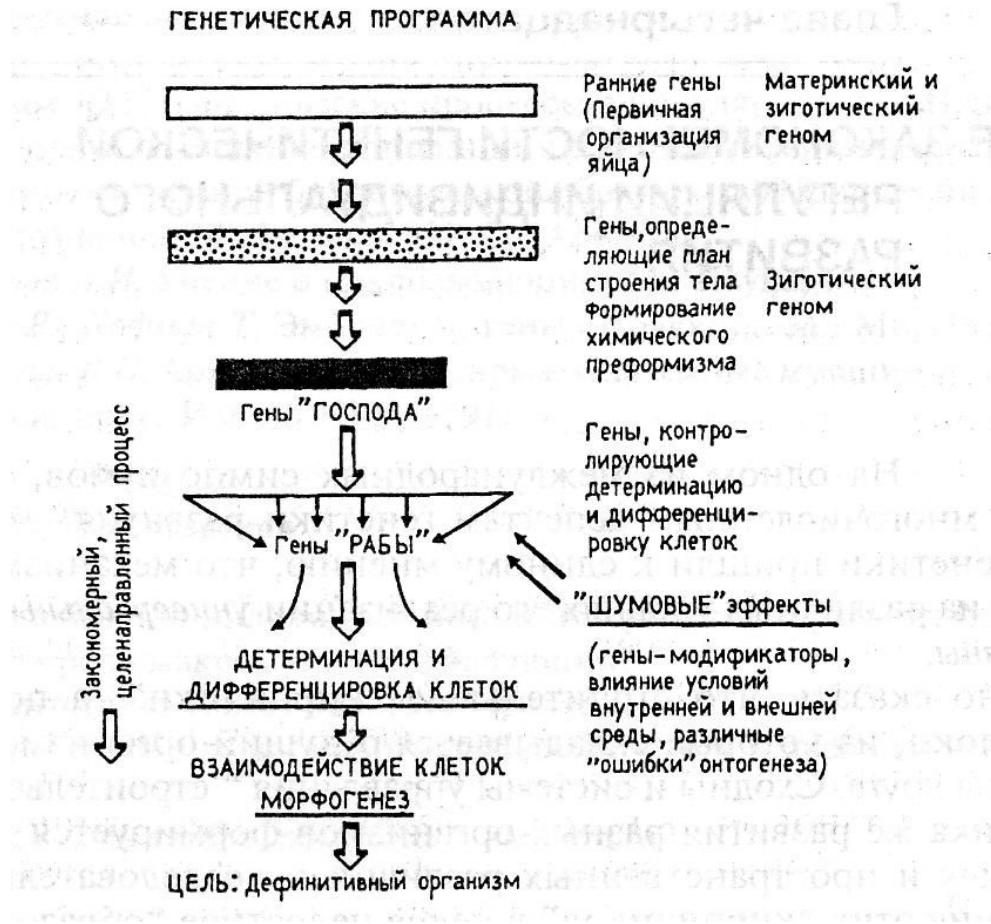 ГЕНЕТИЧЕСКАЯ ПРОГРАММА
Ранние гены
(Первичная
организация
яйца)
Материнский и
зиготический
геном
Гены,опреде-
ляющие план
строения тела
Формирование
химического
преформизма
Зиготический
геном
Гены "ГОСПОДА"
Гены, контро-
лирующие
детерминацию
и дифференци-
ровку клеток
Гены "РАБЫ"
"ШУМОВЫЕ" эффекты
(гены-модификаторы,
влияние условий
внутренней и внешней
среды, различные
"ошибки" онтогенеза)
Закономерный,
целенаправленный процесс
ДЕТЕРМИНАЦИЯ И
ДИФФЕРЕНЦИРОВКА КЛЕТОК
ВЗАИМОДЕЙСТВИЕ КЛЕТОК
МОРФОГЕНЕЗ
ЦЕЛЬ: Дефинитивный организм